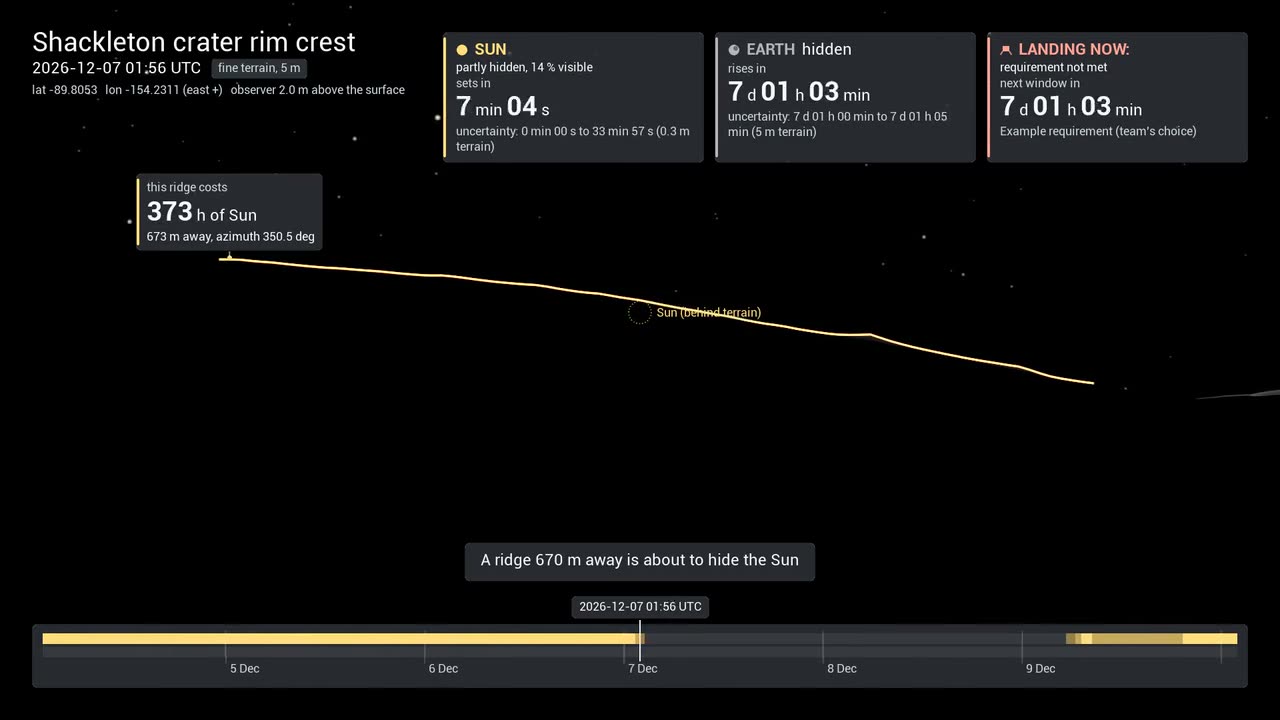 Shackleton crater rim crest
2026-12-07 01:56 UTC
fine terrain, 5 m
lat -89.8053 lon -154.2311 (east +) observer 2.0 m above the surface
SUN
partly hidden, 14 % visible
sets in
7 min 04 s
uncertainty: 0 min 00 s to 33 min 57 s (0.3 m
terrain)
EARTH hidden
rises in
7 d 01 h 03 min
uncertainty: 7 d 01 h 00 min to 7 d 01 h 05
min (5 m terrain)
LANDING NOW:
requirement not met
next window in
7 d 01 h 03 min
Example requirement (team's choice)
this ridge costs
373 h of Sun
673 m away, azimuth 350.5 deg
Sun (behind terrain)
A ridge 670 m away is about to hide the Sun
2026-12-07 01:56 UTC
5 Dec
6 Dec
7 Dec
8 Dec
9 Dec